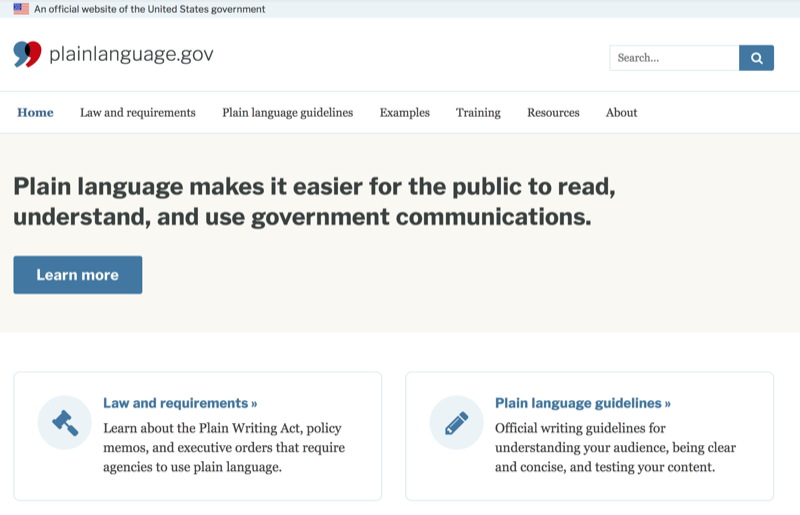 An official website of the United States government
plainlanguage.gov
Search...
Home Law and requirements Plain language guidelines Examples Training Resources About
Plain language makes it easier for the public to read,
understand, and use government communications.
Learn more
Law and requirements »
Learn about the Plain Writing Act, policy
memos, and executive orders that require
agencies to use plain language.
Plain language guidelines »
Official writing guidelines for
understanding your audience, being clear
and concise, and testing your content.